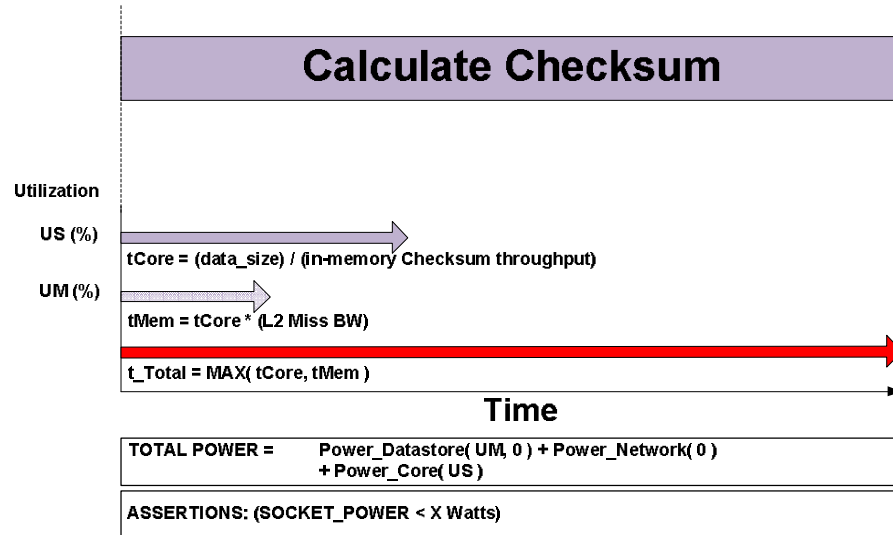 Calculate Checksum
Utilization
US (%)
tCore = (data_size) / (in-memory Checksum throughput)
UM (%)
tMem = tCore * (L2 Miss BW)
t_Total = MAX( tCore, tMem )
Time
TOTAL POWER = Power_Datastore( UM, 0 ) + Power_Network( 0 )
+ Power_Core( US )
ASSERTIONS: (SOCKET_POWER < X Watts)